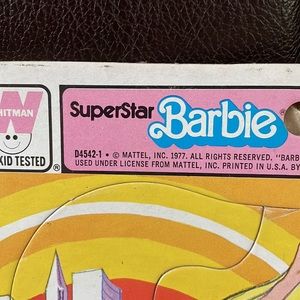 WHITMAN
KID TESTED
®
SuperStar Barbie
D4542-1 • © MATTEL, INC. 1977. ALL RIGHTS RESERVED. "BARB
USED UNDER LICENSE FROM MATTEL, INC. PRINTED IN U.S.A. BY